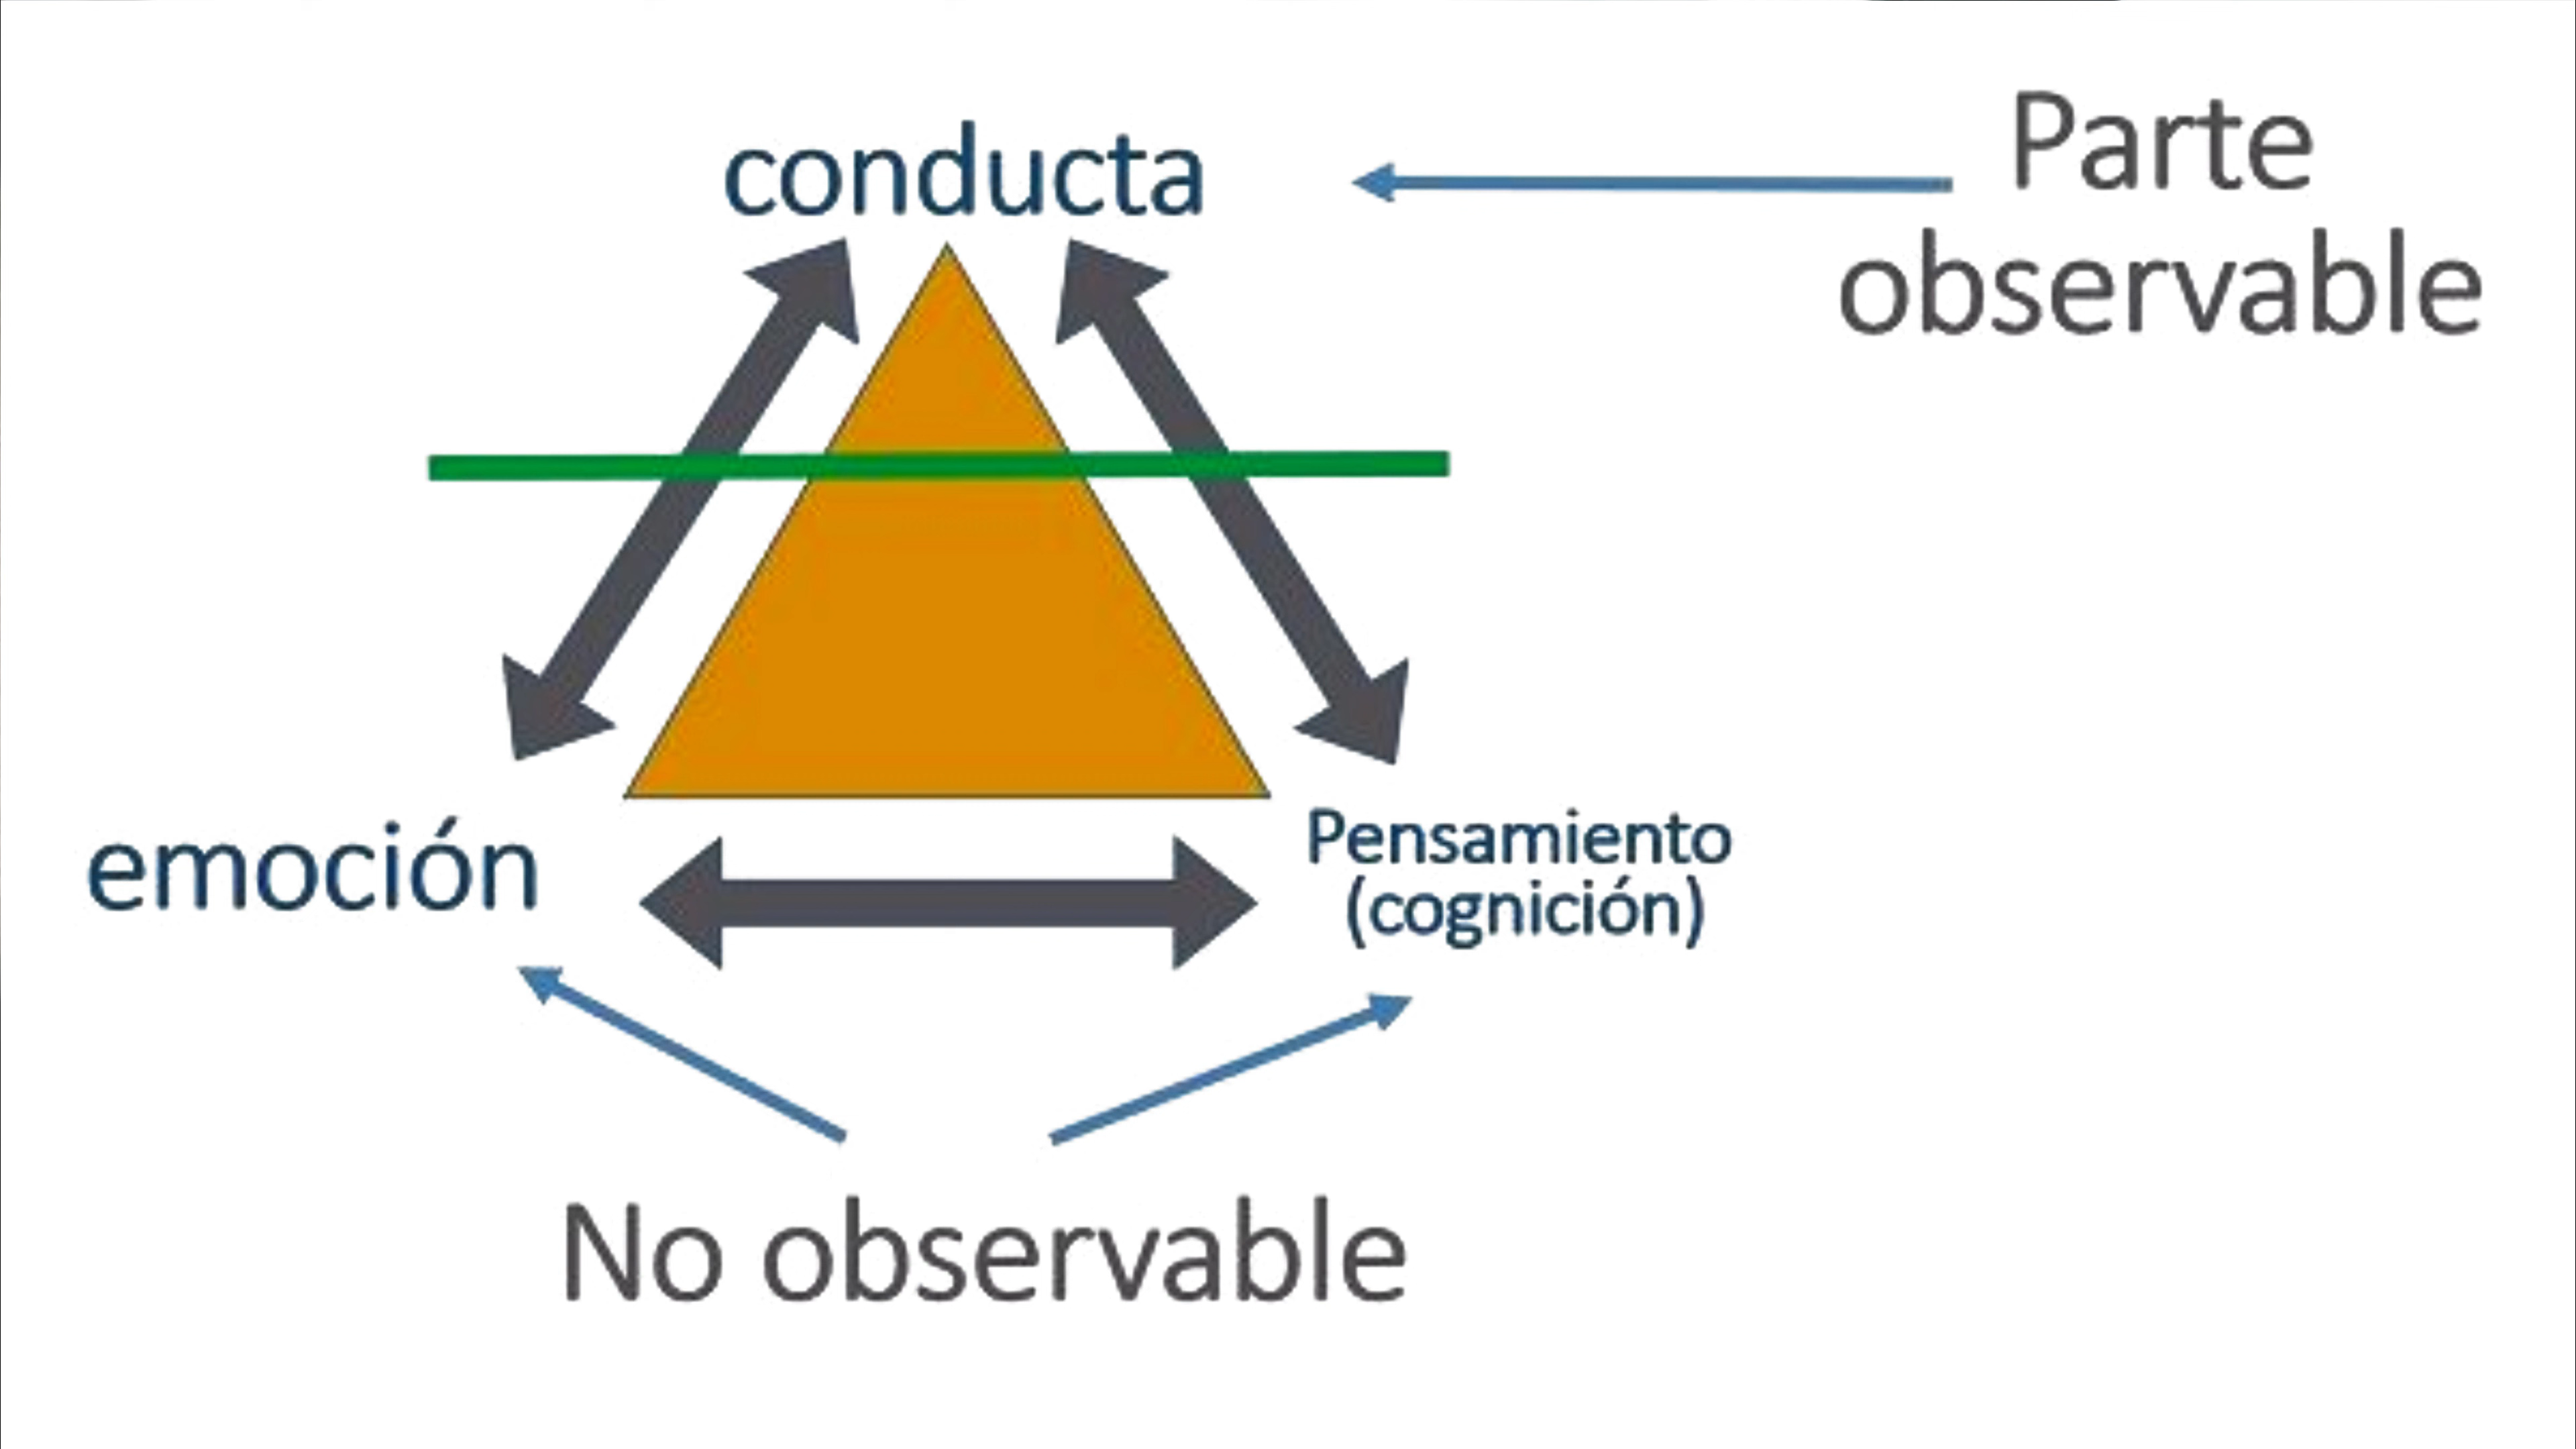 conducta
Parte
observable
emoción
Pensamiento
(cognición)
No observable